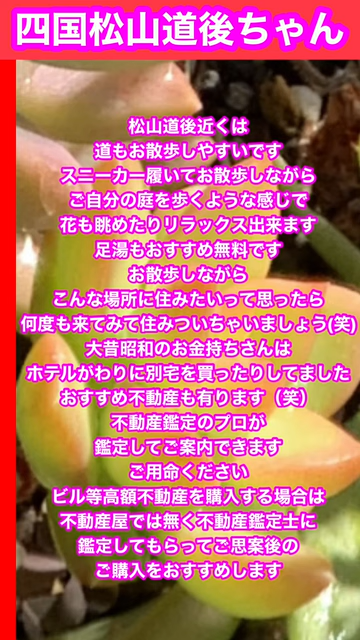 四国松山道後ちゃん
松山道後近くは
道もお散歩しやすいです
スニーカー履いてお散歩しながら
ご自分の庭を歩くような感じで
花も眺めたりリラックス出来ます
足湯もおすすめ無料です
お散歩しながら
こんな場所に住みたいって思ったら
何度も来てみて住みついちゃいましょう(笑)
大昔昭和のお金持ちさんは
ホテルがわりに別宅を買ったりしてました
おすすめ不動産も有ります（笑）
不動産鑑定のプロが
鑑定してご案内できます
ご用命ください
ビル等高額不動産を購入する場合は
不動産屋では無く不動産鑑定士に
鑑定してもらってご思案後の
ご購入をおすすめします